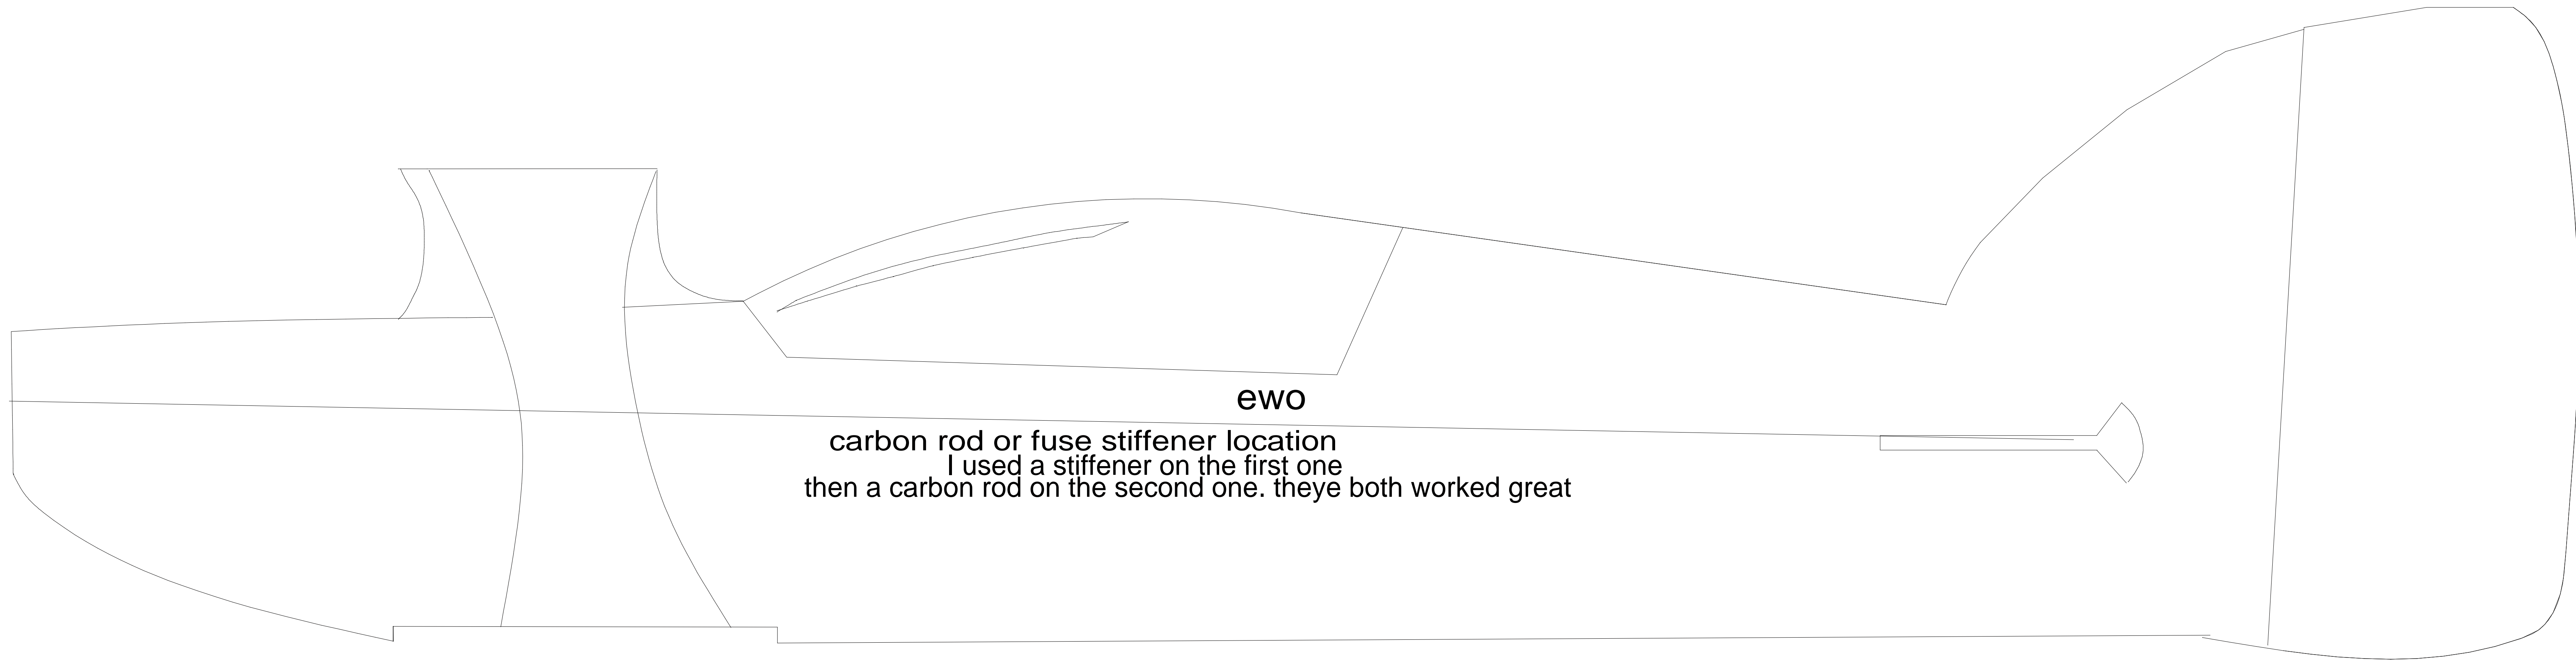 ewo
carbon rod or fuse stiffener location
I used a stiffener on the first one
then a carbon rod on the second one. theye both worked great